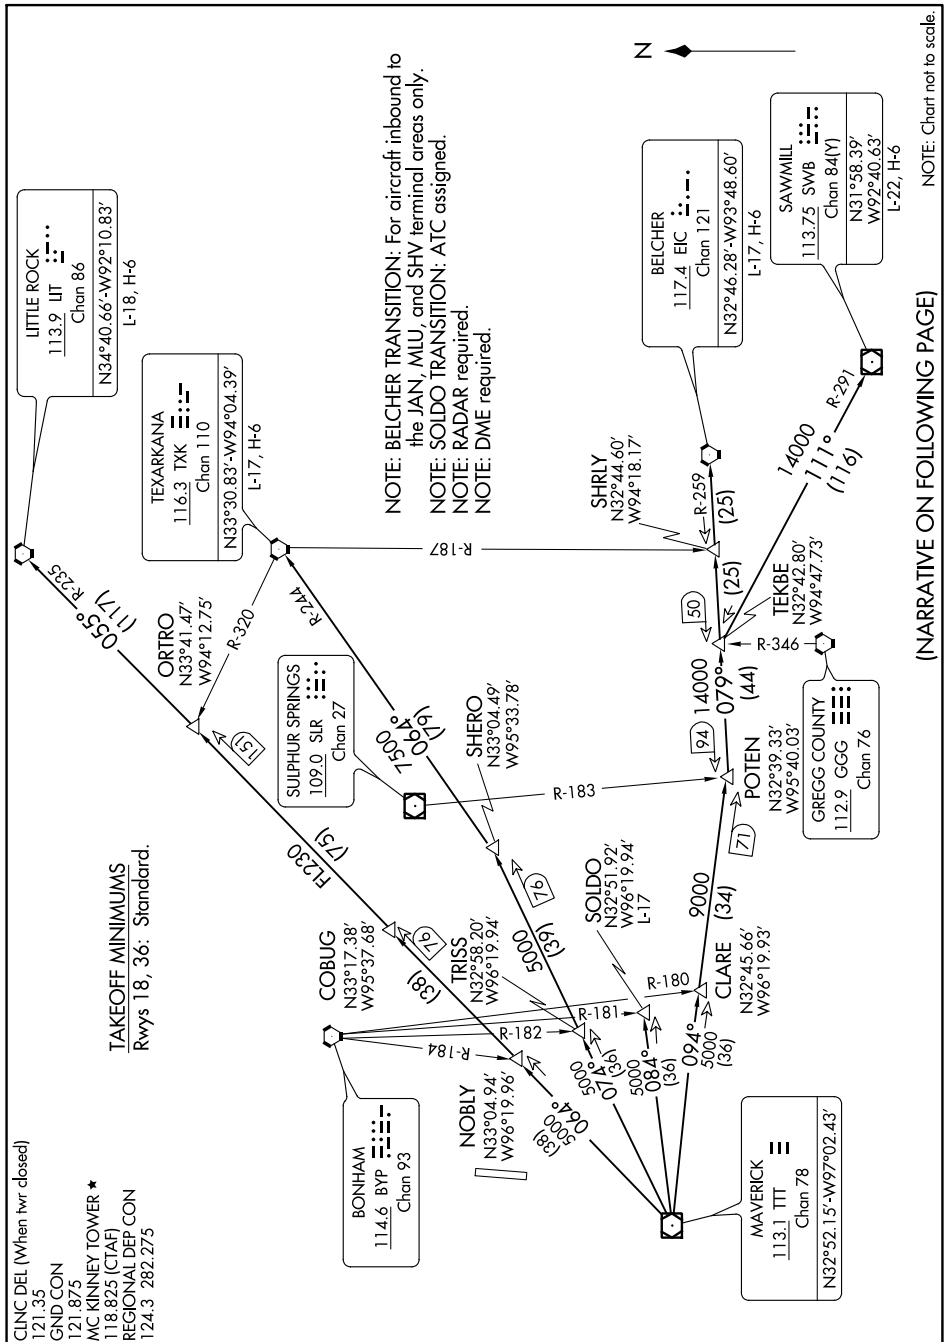 CLNC DEL (When twr closed)
121.35
GND CON
121.875
MC KINNEY TOWER ★
118.825 (CTAF)
REGIONAL DEP CON
124.3 282.275
TAKEOFF MINIMUMS
Rwys 18, 36: Standard.
LITTLE ROCK
113.9 LIT
Chan 86
N34°40.66'-W92°10.83'
L-18, H-6
TEXARKANA
116.3 TXK
Chan 110
N33°30.83'-W94°04.39'
L-17, H-6
NOTE: BELCHER TRANSITION: For aircraft inbound to
the JAN, MLU, and SHV terminal areas only.
NOTE: SOLDO TRANSITION: ATC assigned.
NOTE: RADAR required.
NOTE: DME required.
N
R-235
055°
(117)
ORTRO
N33°41.47'
W94°12.75'
R-320
151
FL230
(75)
R-187
R-244
064°
(79)
7500
SULPHUR SPRINGS
109.0 SLR
Chan 27
SHERO
N33°04.49'
W95°33.78'
76
R-183
COBUG
N33°17.38'
W95°37.68'
76
(38)
TRISS
N32°58.20'
W96°19.94'
5000
(39)
SOLDO
N32°51.92'
W96°19.94'
L-17
BONHAM
114.6 BYP
Chan 93
R-184
R-182
R-181
R-180
NOBLY
N33°04.94'
W96°19.96'
064°
5000
(38)
5000
074°
(36)
5000
084°
(36)
094°
5000
(36)
CLARE
N32°45.66'
W96°19.93'
9000
(34)
71
POTEN
N32°39.33'
W95°40.03'
94
14000
079°
(44)
50
TEKBE
N32°42.80'
W94°47.73'
R-346
GREGG COUNTY
112.9 GGG
Chan 76
(25)
SHRLY
N32°44.60'
W94°18.17'
R-259
(25)
BELCHER
117.4 EIC
Chan 121
N32°46.28'-W93°48.60'
L-17, H-6
14000
111°
(116)
R-291
SAWMILL
113.75 SWB
Chan 84(Y)
N31°58.39'
W92°40.63'
L-22, H-6
MAVERICK
113.1 TTT
Chan 78
N32°52.15'-W97°02.43'
(NARRATIVE ON FOLLOWING PAGE)
NOTE: Chart not to scale.